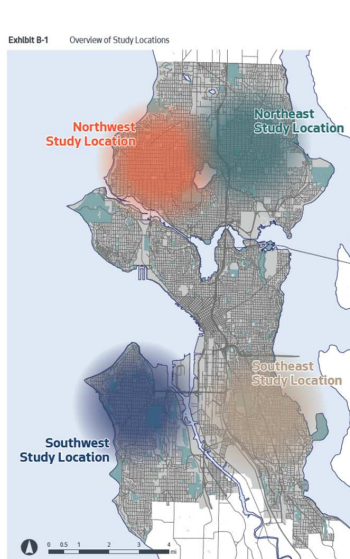 Exhibit B-1 Overview of Study Locations
Northwest
Study Location
Northeast
Study Location
Southeast
Study Location
Southwest
Study Location
0 0.5 1 2 3 4
mi